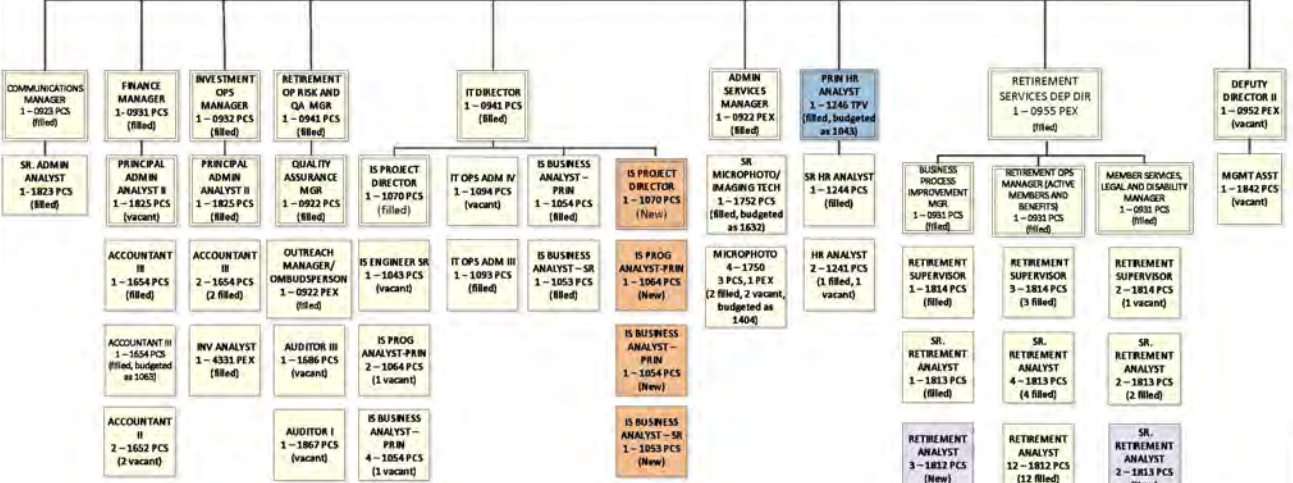 COMMUNICATIONS
MANAGER
1 – 0923 PCS
(filled)
SR. ADMIN
ANALYST
1-1823 PCS
(filled)
FINANCE
MANAGER
1- 0931 PCS
(filled)
PRINCIPAL
ADMIN
ANALYST II
1 – 1825 PCS
(vacant)
ACCOUNTANT
III
1 – 1654 PCS
(filled)
ACCOUNTANT III
1 – 1654 PCS
(filled, budgeted
as 1063)
ACCOUNTANT
II
2 – 1652 PCS
(2 vacant)
INVESTMENT
OPS
MANAGER
1 – 0932 PCS
(filled)
PRINCIPAL
ADMIN
ANALYST II
1 – 1825 PCS
(filled)
ACCOUNTANT
III
2 – 1654 PCS
(2 filled)
INV ANALYST
1 – 4331 PEX
(filled)
RETIREMENT
OP RISK AND
QA MGR
1 – 0941 PCS
(filled)
QUALITY
ASSURANCE
MGR
1 – 0922 PCS
(filled)
OUTREACH
MANAGER/
OMBUDSPERSON
1 – 0922 PEX
(filled)
AUDITOR III
1 – 1686 PCS
(vacant)
AUDITOR I
1 – 1867 PCS
(vacant)
IT DIRECTOR
1 – 0941 PCS
(filled)
IS PROJECT
DIRECTOR
1 – 1070 PCS
(filled)
IS ENGINEER SR
1 – 1043 PCS
(vacant)
IS PROG
ANALYST-PRIN
2 – 1064 PCS
(1 vacant)
IS BUSINESS
ANALYST –
PRIN
4 – 1054 PCS
(1 vacant)
IT OPS ADM IV
1 – 1094 PCS
(vacant)
IT OPS ADM III
1 – 1093 PCS
(filled)
IS BUSINESS
ANALYST –
PRIN
1 – 1054 PCS
(filled)
IS BUSINESS
ANALYST – SR
1 – 1053 PCS
(filled)
IS PROJECT
DIRECTOR
1 – 1070 PCS
(New)
IS PROG
ANALYST-PRIN
1 – 1064 PCS
(New)
IS BUSINESS
ANALYST –
PRIN
1 – 1054 PCS
(New)
IS BUSINESS
ANALYST – SR
1 – 1053 PCS
(New)
ADMIN
SERVICES
MANAGER
1 – 0922 PEX
(filled)
SR
MICROPHOTO/
IMAGING TECH
1 – 1752 PCS
(filled, budgeted
as 1632)
MICROPHOTO
4 – 1750
3 PCS, 1 PEX
(2 filled, 2 vacant,
budgeted as
1404)
PRIN HR
ANALYST
1 – 1246 TPV
(filled, budgeted
as 1043)
SR HR ANALYST
1 – 1244 PCS
(filled)
HR ANALYST
2 – 1241 PCS
(1 filled, 1
vacant)
RETIREMENT
SERVICES DEP DIR
1 – 0955 PEX
(filled)
BUSINESS
PROCESS
IMPROVEMENT
MGR
1 – 0931 PCS
(filled)
RETIREMENT
SUPERVISOR
1 – 1814 PCS
(filled)
SR.
RETIREMENT
ANALYST
1 – 1813 PCS
(filled)
RETIREMENT
ANALYST
3 – 1812 PCS
(New)
RETIREMENT OPS
MANAGER (ACTIVE
MEMBERS AND
BENEFITS)
1 – 0931 PCS
(filled)
RETIREMENT
SUPERVISOR
3 – 1814 PCS
(3 filled)
SR.
RETIREMENT
ANALYST
4 – 1813 PCS
(4 filled)
RETIREMENT
ANALYST
12 – 1812 PCS
(12 filled)
MEMBER SERVICES,
LEGAL AND DISABILITY
MANAGER
1 – 0931 PCS
(filled)
RETIREMENT
SUPERVISOR
2 – 1814 PCS
(1 vacant)
SR.
RETIREMENT
ANALYST
2 – 1813 PCS
(2 filled)
SR.
RETIREMENT
ANALYST
2 – 1813 PCS
DEPUTY
DIRECTOR II
1 – 0952 PEX
(vacant)
MGMT ASST
1 – 1842 PCS
(vacant)